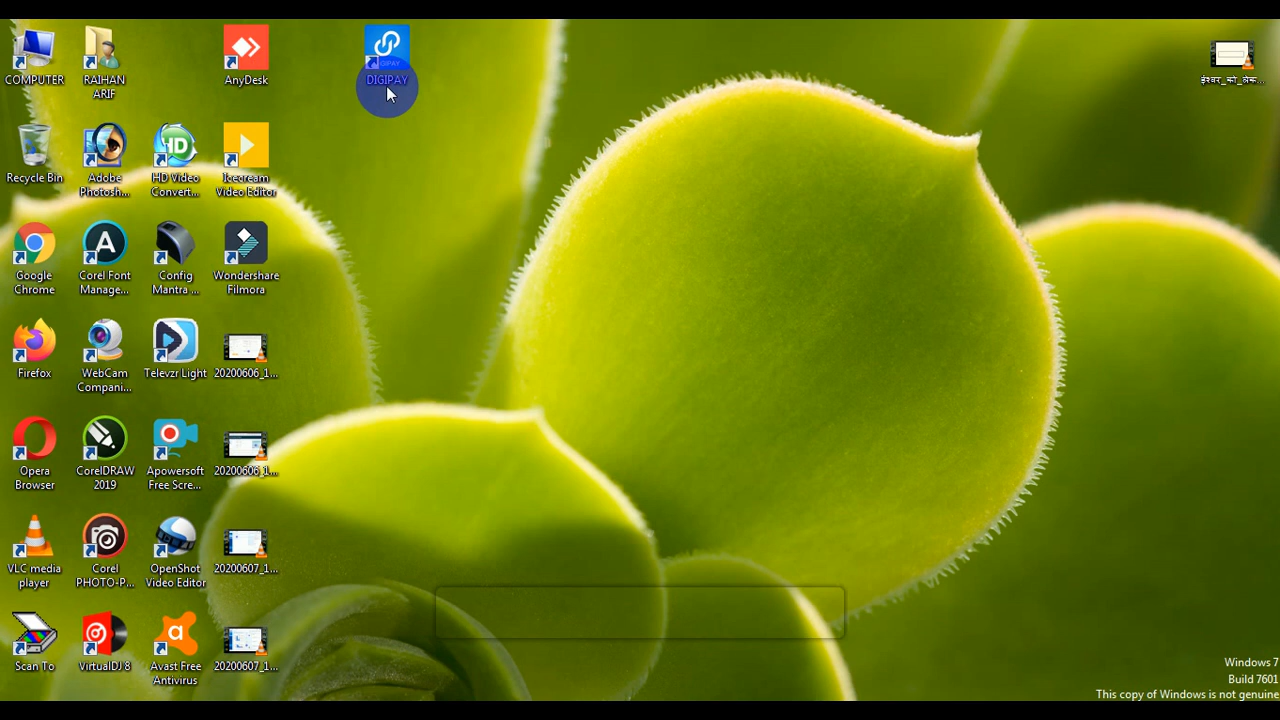 COMPUTER
RAIHAN
ARIF
AnyDesk
DIGIPAY
Recycle Bin
Adobe
Photosh...
HD Video
Convert...
Icecream
Video Editor
Google
Chrome
Corel Font
Manage...
Config
Mantra ...
Wondershare
Filmora
Firefox
WebCam
Compani...
Televzr Light
20200606_1...
Opera
Browser
CorelDRAW
2019
Apowersoft
Free Scre...
20200606_1...
VLC media
player
Corel
PHOTO-P...
OpenShot
Video Editor
20200607_1...
Scan To
VirtualDJ 8
Avast Free
Antivirus
20200607_1...
Windows 7
Build 7601
This copy of Windows is not genuine